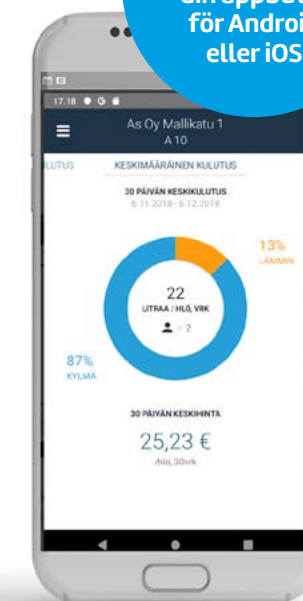 för Androi
eller iOS
17.18
As Oy Mallikatu 1
A 10
LUTUS
KESKIMÄÄRÄINEN KULUTUS
30 PÄIVÄN KESKIKULUTUS
6.11.2018 - 6.12.2018
13%
LÄMMIN
22
LITRAA / HLÖ, VRK
/ 2
87%
KYLMÄ
30 PÄIVÄN KESKIHINTA
25,23 €
/hlö, 30vrk